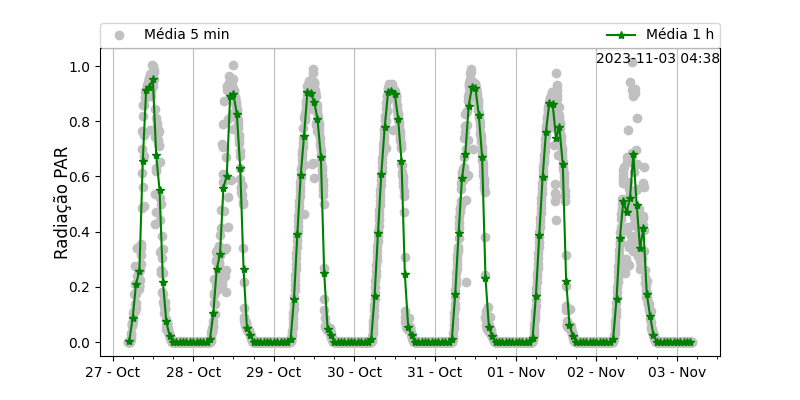 Média 5 min
Média 1 h
2023-11-03 04:38
Radiação PAR
1.0
0.8
0.6
0.4
0.2
0.0
27 - Oct
28 - Oct
29 - Oct
30 - Oct
31 - Oct
01 - Nov
02 - Nov
03 - Nov